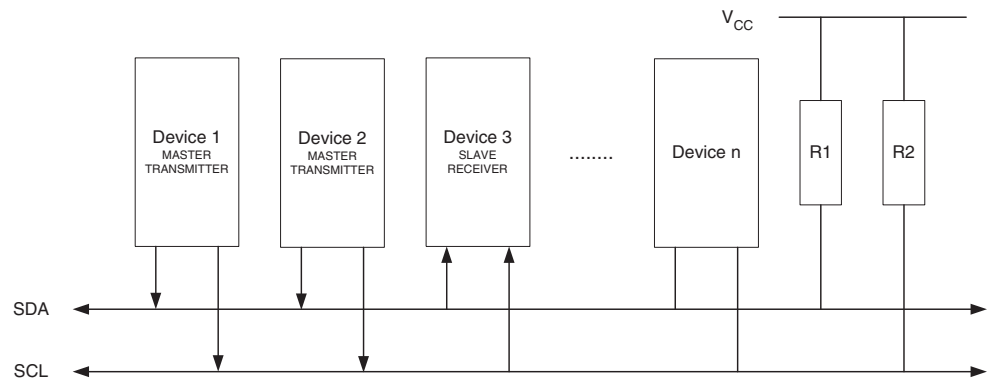 V_CC
Device 1
MASTER
TRANSMITTER
Device 2
MASTER
TRANSMITTER
Device 3
SLAVE
RECEIVER
........
Device n
R1
R2
SDA
SCL